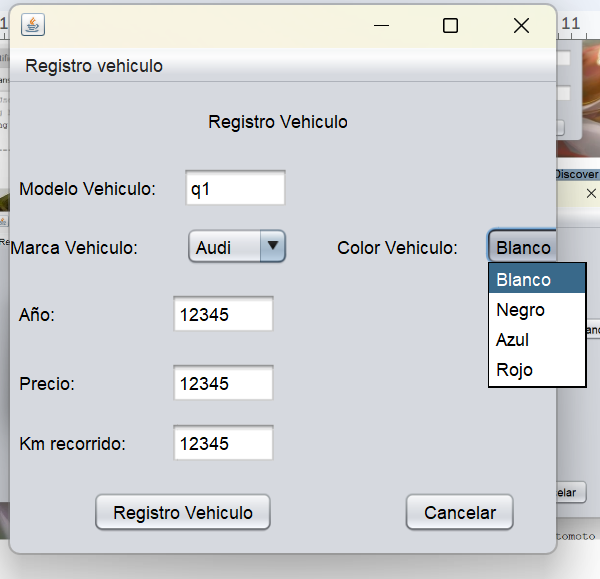 11
Registro vehiculo
Registro Vehiculo
Discover
Modelo Vehiculo: q1
Marca Vehiculo: Audi Color Vehiculo: Blanco
Blanco
Negro
Azul
Rojo
Año: 12345
Precio: 12345
Km recorrido: 12345
Registro Vehiculo Cancelar